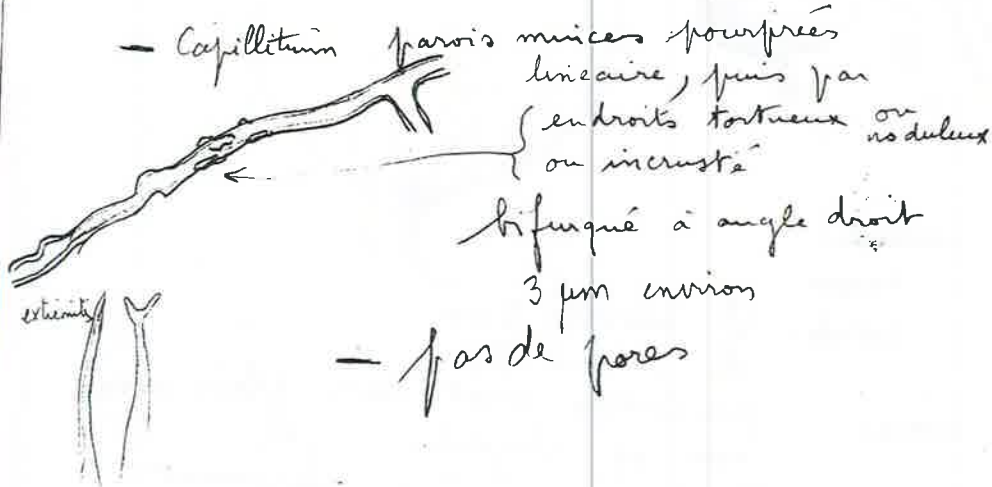 - Capillitium parois minces pourprées
linéaire, puis par
endroits tortueux ou noduleux
ou incrusté
bifurqué à angle droit
3 µm environ
extrémités
- pas de pores